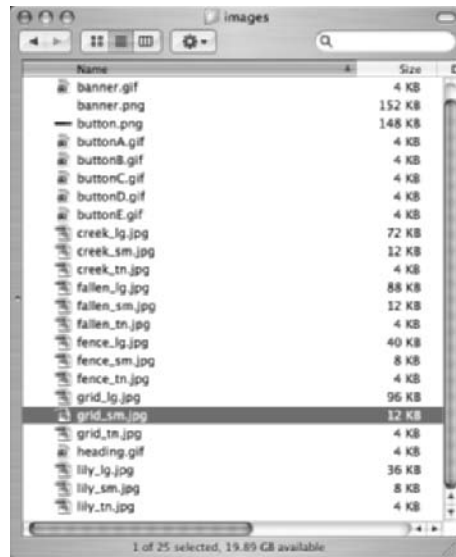 images
Name Size
banner.gif 4 KB
banner.png 152 KB
button.png 148 KB
buttonA.gif 4 KB
buttonB.gif 4 KB
buttonC.gif 4 KB
buttonD.gif 4 KB
buttonE.gif 4 KB
creek_lg.jpg 72 KB
creek_sm.jpg 12 KB
creek_tn.jpg 4 KB
fallen_lg.jpg 88 KB
fallen_sm.jpg 12 KB
fallen_tn.jpg 4 KB
fence_lg.jpg 40 KB
fence_sm.jpg 8 KB
fence_tn.jpg 4 KB
grid_lg.jpg 96 KB
grid_sm.jpg 12 KB
grid_tn.jpg 4 KB
heading.gif 4 KB
lily_lg.jpg 36 KB
lily_sm.jpg 8 KB
lily_tn.jpg 4 KB
1 of 25 selected, 19.89 GB available